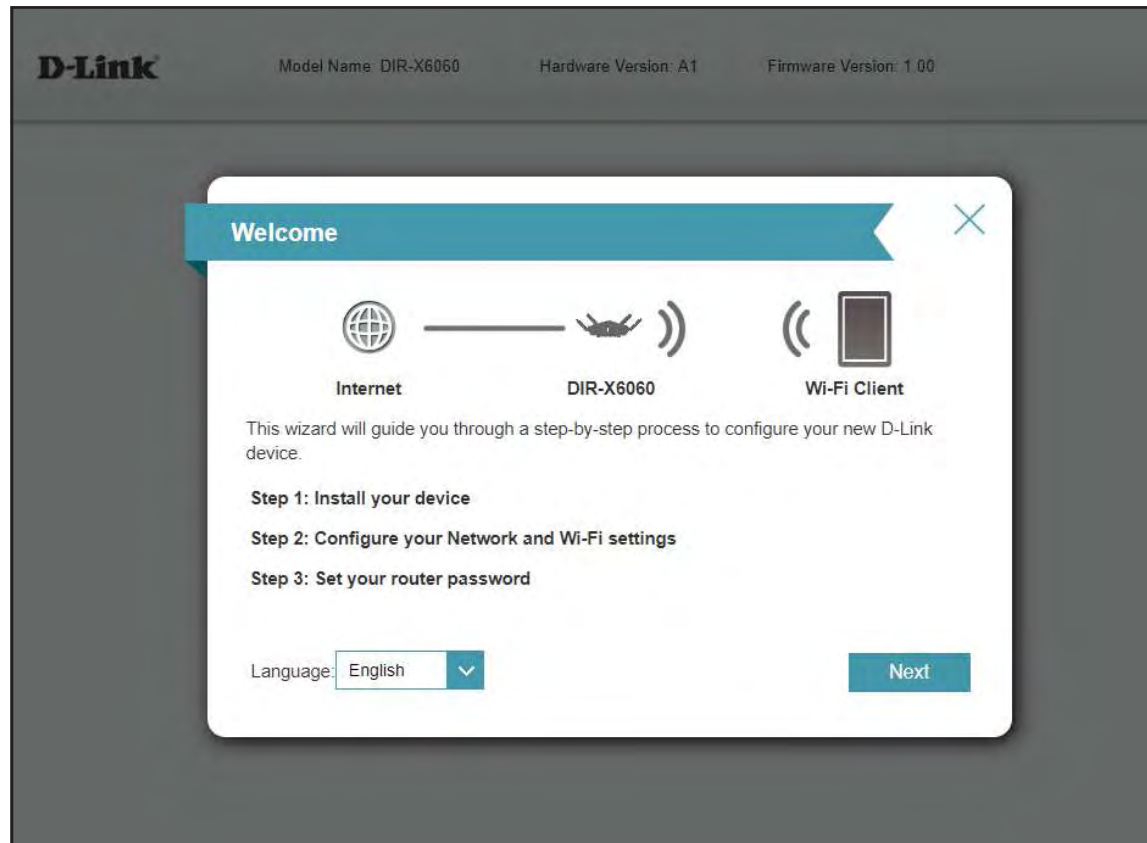 D-Link Model Name: DIR-X6060 Hardware Version: A1 Firmware Version: 1.00
Welcome
Internet DIR-X6060 Wi-Fi Client
This wizard will guide you through a step-by-step process to configure your new D-Link
device.
Step 1: Install your device
Step 2: Configure your Network and Wi-Fi settings
Step 3: Set your router password
Language: English Next